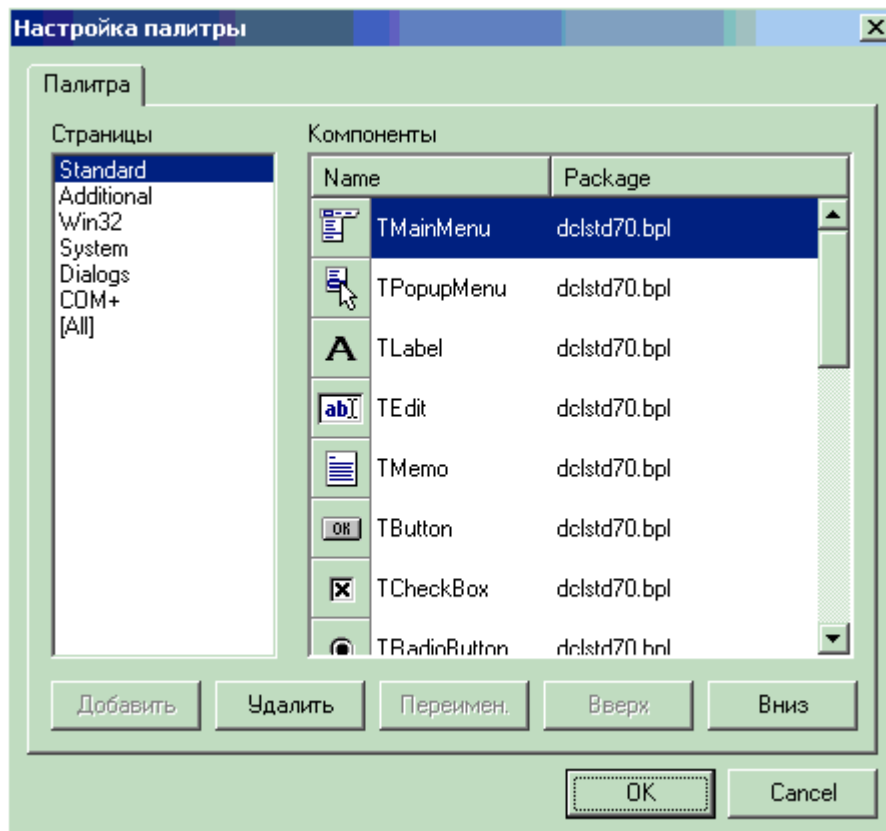 Настройка палитры
Палитра
Страницы
Компоненты
Standard
Additional
Win32
System
Dialogs
COM+
[All]
Name Package
TMainMenu dclstd70.bpl
TPopupMenu dclstd70.bpl
A TLabel dclstd70.bpl
ab TEdit dclstd70.bpl
TMemo dclstd70.bpl
OK TButton dclstd70.bpl
TCheckBox dclstd70.bpl
TRadioButton dclstd70.bpl
Добавить Удалить Переимен. Вверх Вниз
OK Cancel